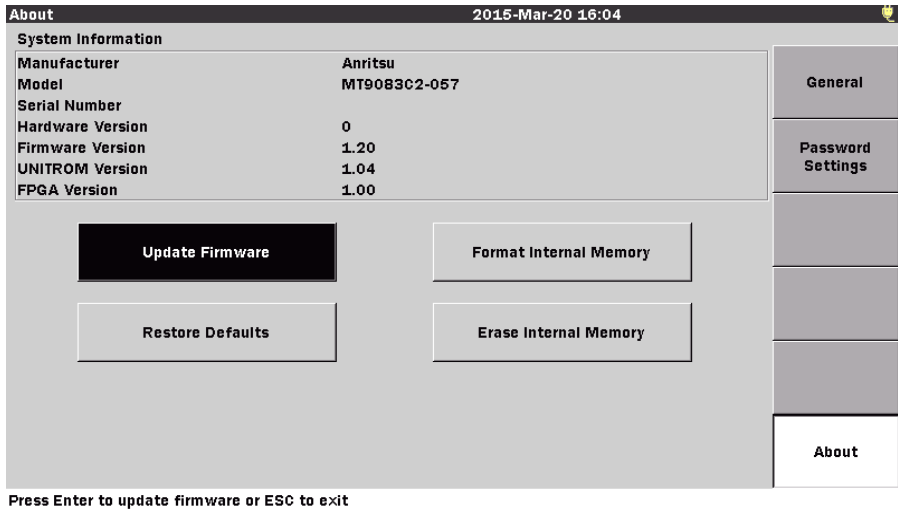 About 2015-Mar-20 16:04
System Information
Manufacturer Anritsu
Model MT9083C2-057
Serial Number
Hardware Version 0
Firmware Version 1.20
UNITROM Version 1.04
FPGA Version 1.00
General
Password
Settings
Update Firmware Format Internal Memory
Restore Defaults Erase Internal Memory
About
Press Enter to update firmware or ESC to exit